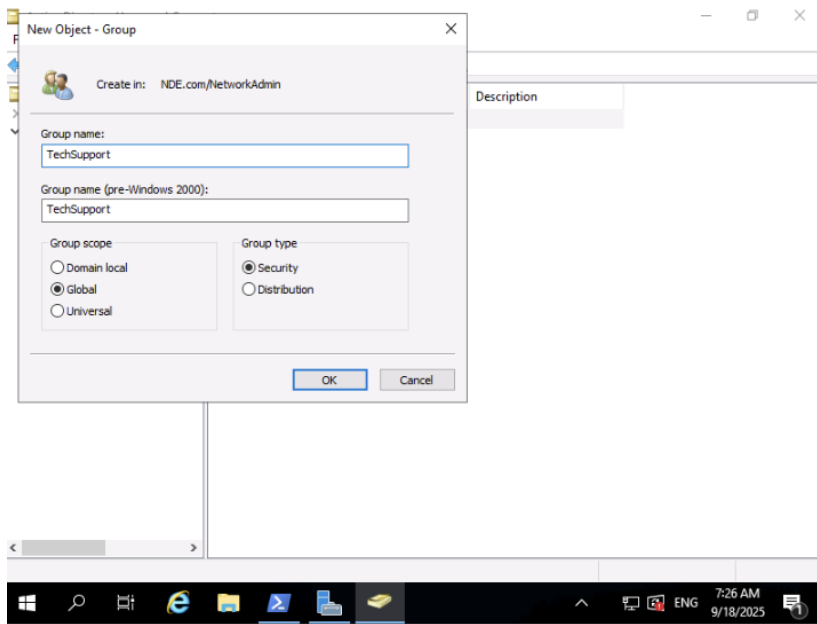 New Object - Group
Create in: NDE.com/NetworkAdmin
Description
Group name:
TechSupport
Group name (pre-Windows 2000):
TechSupport
Group scope
Group type
Domain local
Security
Global
Distribution
Universal
OK
Cancel
ENG
7:26 AM
9/18/2025
1